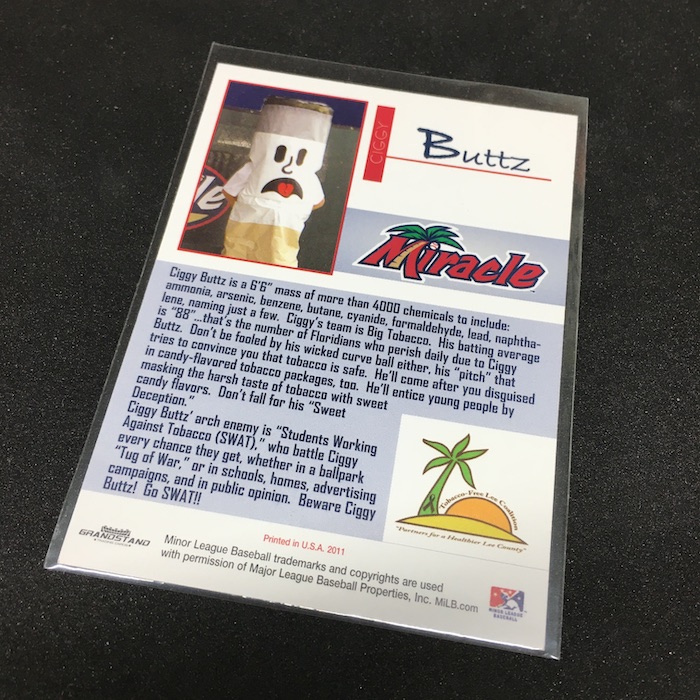 CIGGY
Buttz
Miracle
Ciggy Buttz is a 6'6" mass of more than 4000 chemicals to include:
ammonia, arsenic, benzene, butane, cyanide, formaldehyde, lead, naphtha-
lene, naming just a few. Ciggy's team is Big Tobacco. His batting average
is "88"...that's the number of Floridians who perish daily due to Ciggy
Buttz. Don't be fooled by his wicked curve ball either, his "pitch" that
tries to convince you that tobacco is safe. He'll come after you disguised
in candy-flavored tobacco packages, too. He'll entice young people by
masking the harsh taste of tobacco with sweet
candy flavors. Don't fall for his "Sweet
Deception."
Ciggy Buttz' arch enemy is "Students Working
Against Tobacco (SWAT)," who battle Ciggy
every chance they get, whether in a ballpark
"Tug of War," or in schools, homes, advertising
campaigns, and in public opinion. Beware Ciggy
Buttz! Go SWAT!!
Tobacco-Free Lee Coalition
"Partners for a Healthier Lee County"
GRANDSTAND
Printed in U.S.A. 2011
Minor League Baseball trademarks and copyrights are used
with permission of Major League Baseball Properties, Inc. MiLB.com
MINOR LEAGUE
BASEBALL